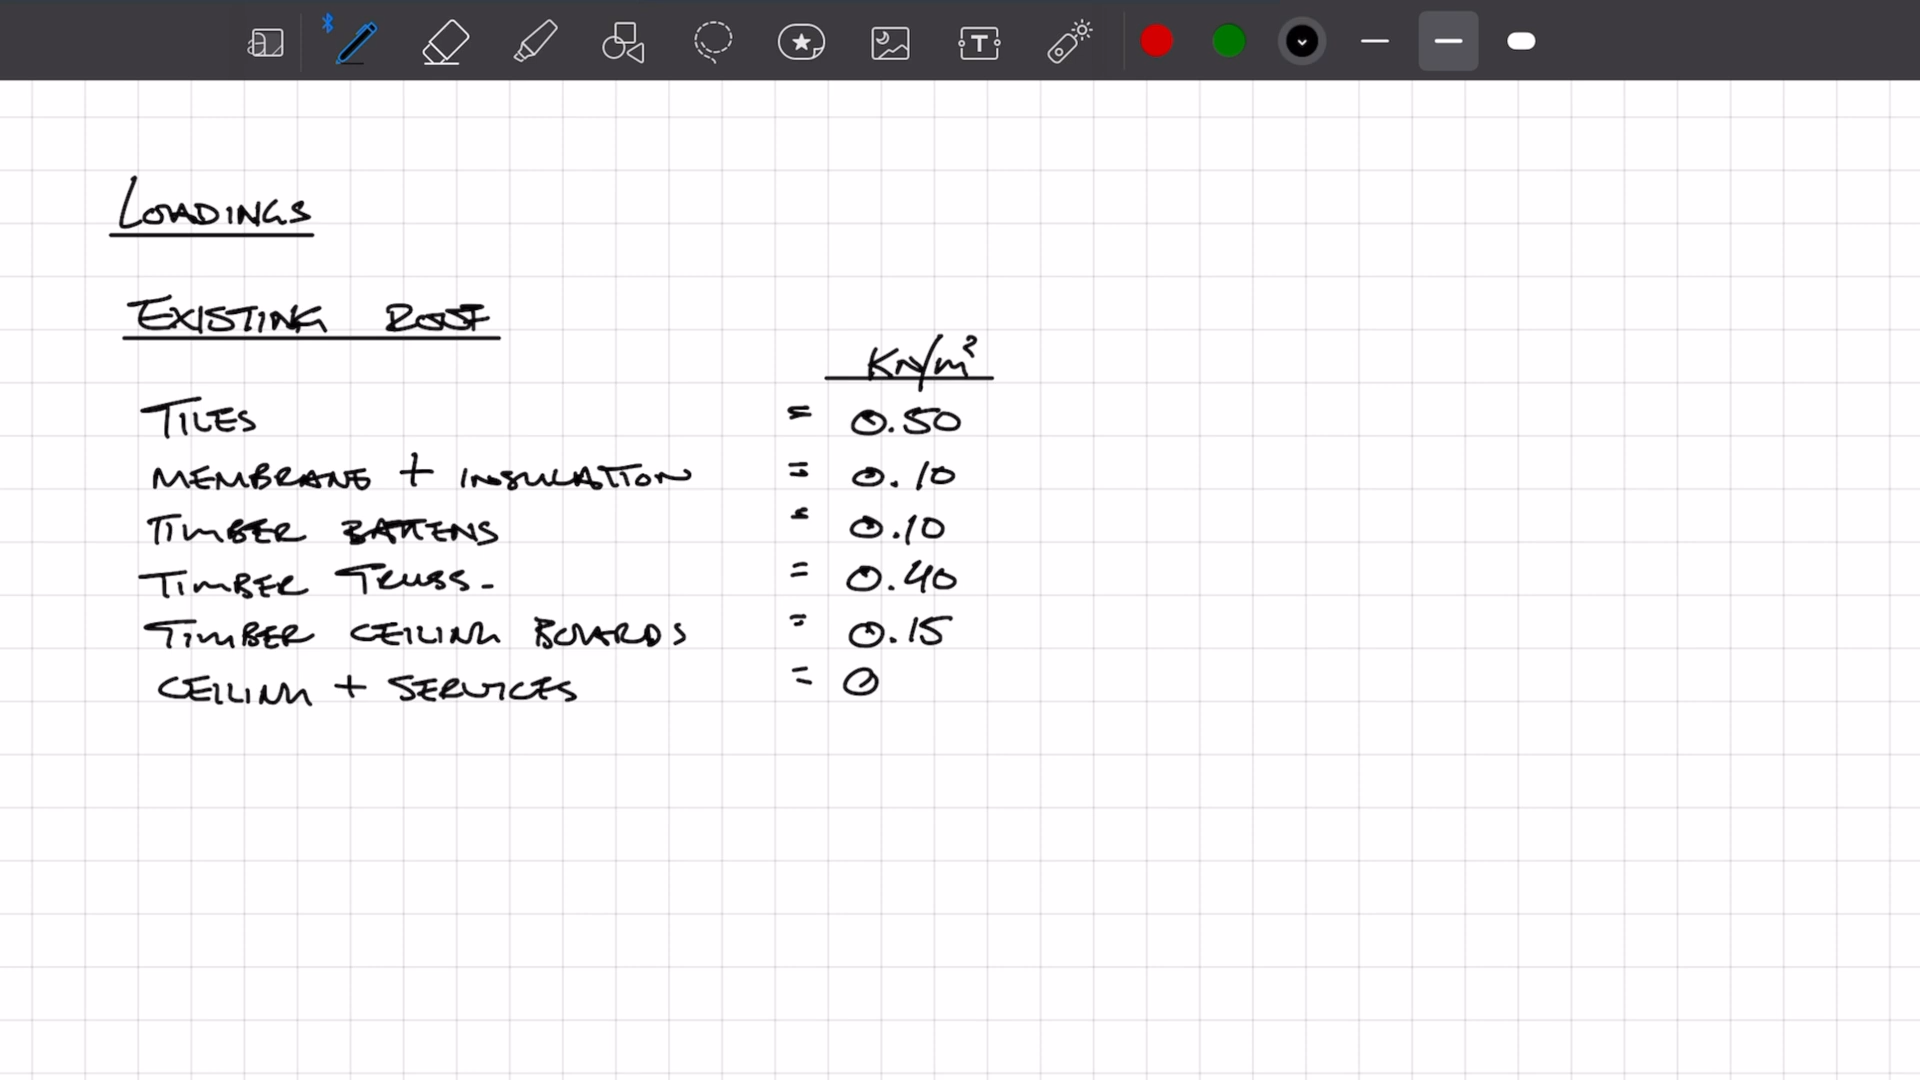 LOADINGS
EXISTING ROOF
KN/m²
TILES = 0.50
MEMBRANE + INSULATION = 0.10
TIMBER BATTENS = 0.10
TIMBER TRUSS. = 0.40
TIMBER CEILING BOARDS = 0.15
CEILING + SERVICES = 0